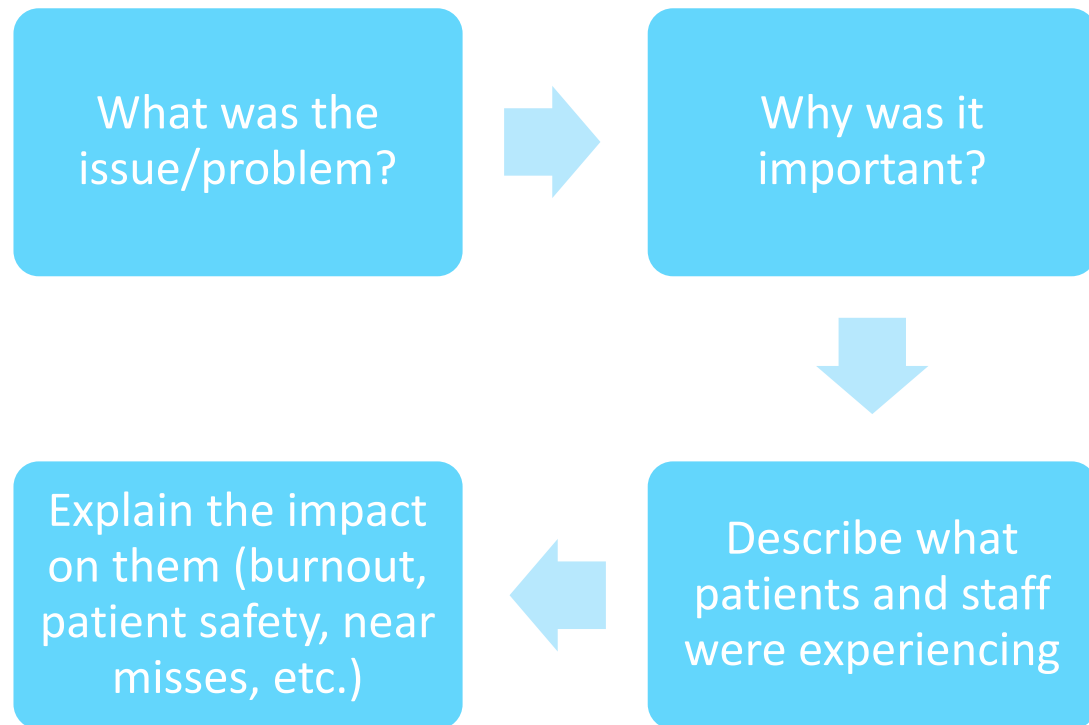 What was the
issue/problem?
Why was it
important?
Describe what
patients and staff
were experiencing
Explain the impact
on them (burnout,
patient safety, near
misses, etc.)